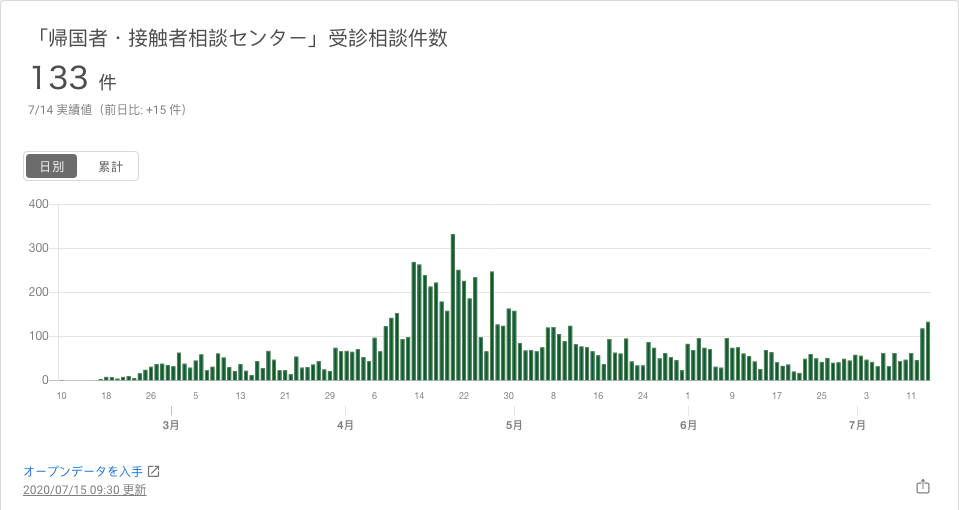 「帰国者・接触者相談センター」受診相談件数
133 件
7/14 実績値（前日比: +15 件）
日別 累計
400
300
200
100
0
10 18 26 5 13 21 29 6 14 22 30 8 16 24 1 9 17 25 3 11
3月 4月 5月 6月 7月
オープンデータを入手
2020/07/15 09:30 更新